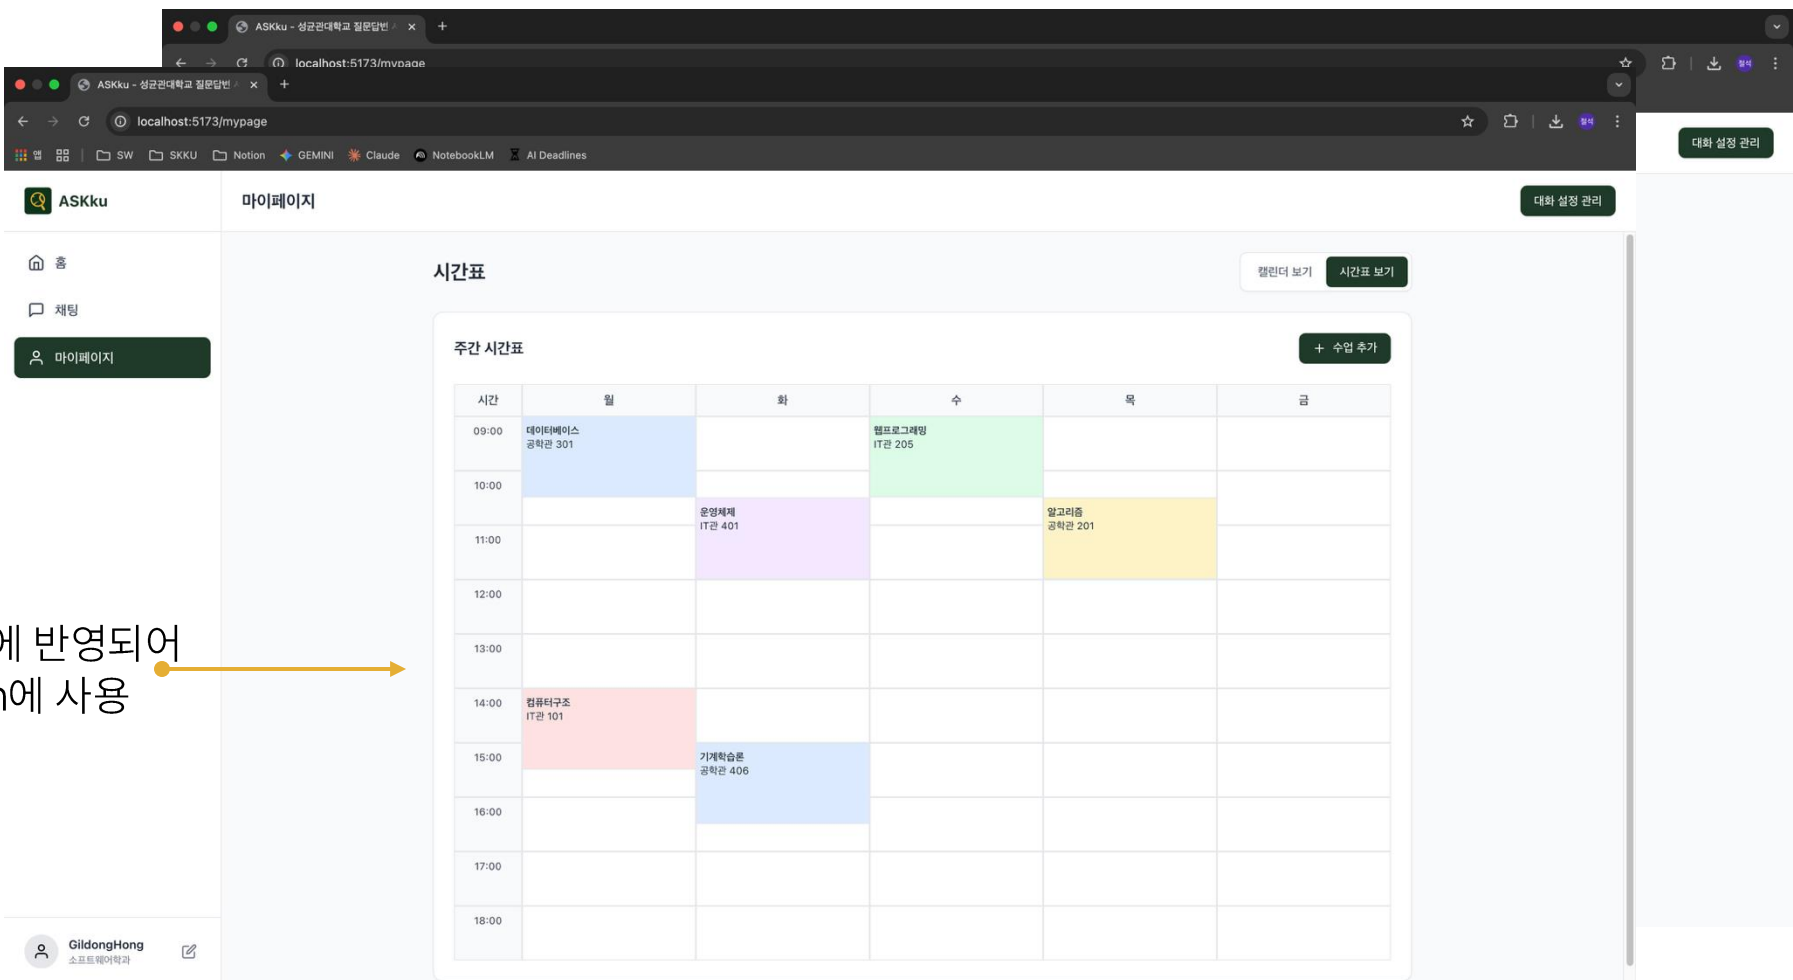 ASKku - 성균관대학교 질문답변
localhost:5173/mypage
대화 설정 관리
ASKku - 성균관대학교 질문답변
localhost:5173/mypage
앱 SW SKKU Notion GEMINI Claude NotebookLM AI Deadlines
ASKku
마이페이지
대화 설정 관리
홈
채팅
마이페이지
시간표
캘린더 보기 시간표 보기
주간 시간표
+ 수업 추가
시간 월 화 수 목 금
09:00
데이터베이스
공학관 301
웹프로그래밍
IT관 205
10:00
운영체제
IT관 401
알고리즘
공학관 201
11:00
12:00
13:00
14:00
컴퓨터구조
IT관 101
15:00
기계학습론
공학관 406
16:00
17:00
18:00
에 반영되어
에 사용
GildongHong
소프트웨어학과